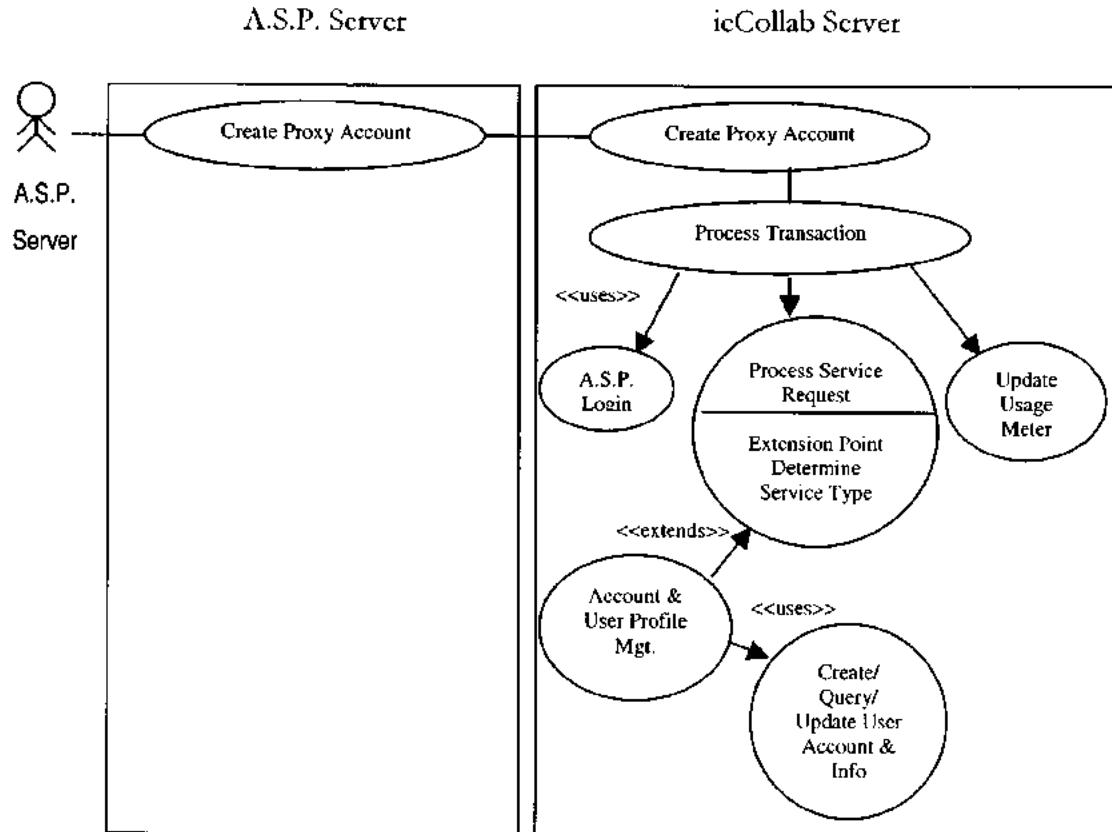 A.S.P. Server
icCollab Server
Create Proxy Account
Create Proxy Account
A.S.P.
Server
Process Transaction
<<uses>>
A.S.P.
Login
Process Service
Request
Extension Point
Determine
Service Type
Update
Usage
Meter
<<extends>>
Account &
User Profile
Mgt.
<<uses>>
Create/
Query/
Update User
Account &
Info